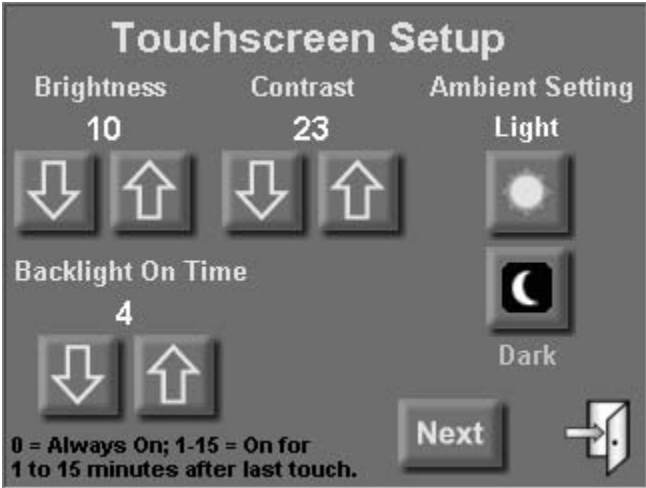 Touchscreen Setup
Brightness Contrast Ambient Setting
10 23 Light
Backlight On Time
4
Dark
Next
0 = Always On; 1-15 = On for
1 to 15 minutes after last touch.